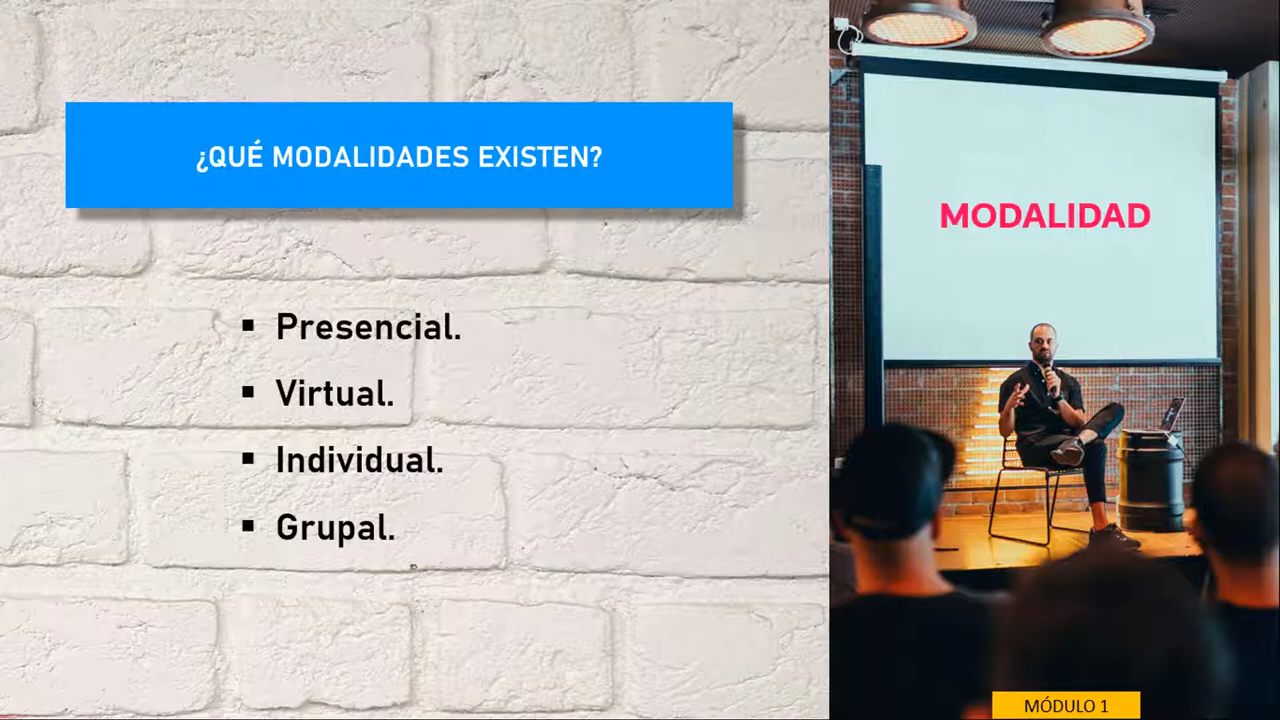 ¿QUÉ MODALIDADES EXISTEN?
▪ Presencial.
▪ Virtual.
▪ Individual.
▪ Grupal.
MODALIDAD
MÓDULO 1